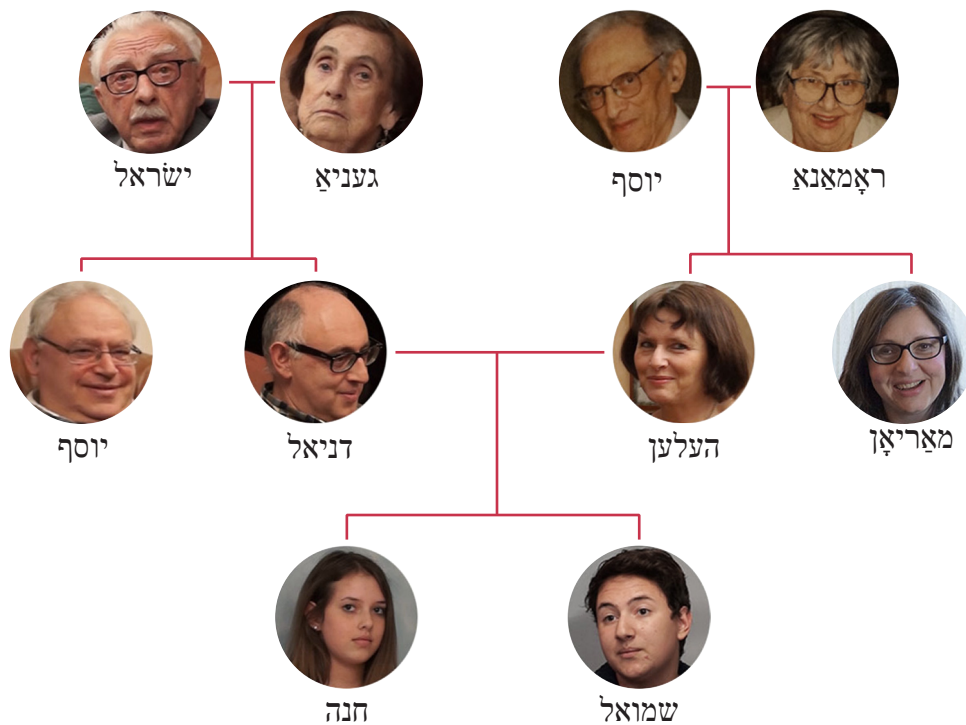 ישׂראל
געניאַ
יוסף
ראָמאַנאַ
יוסף
דניאל
העלען
מאַריאָן
חנה
שמואל